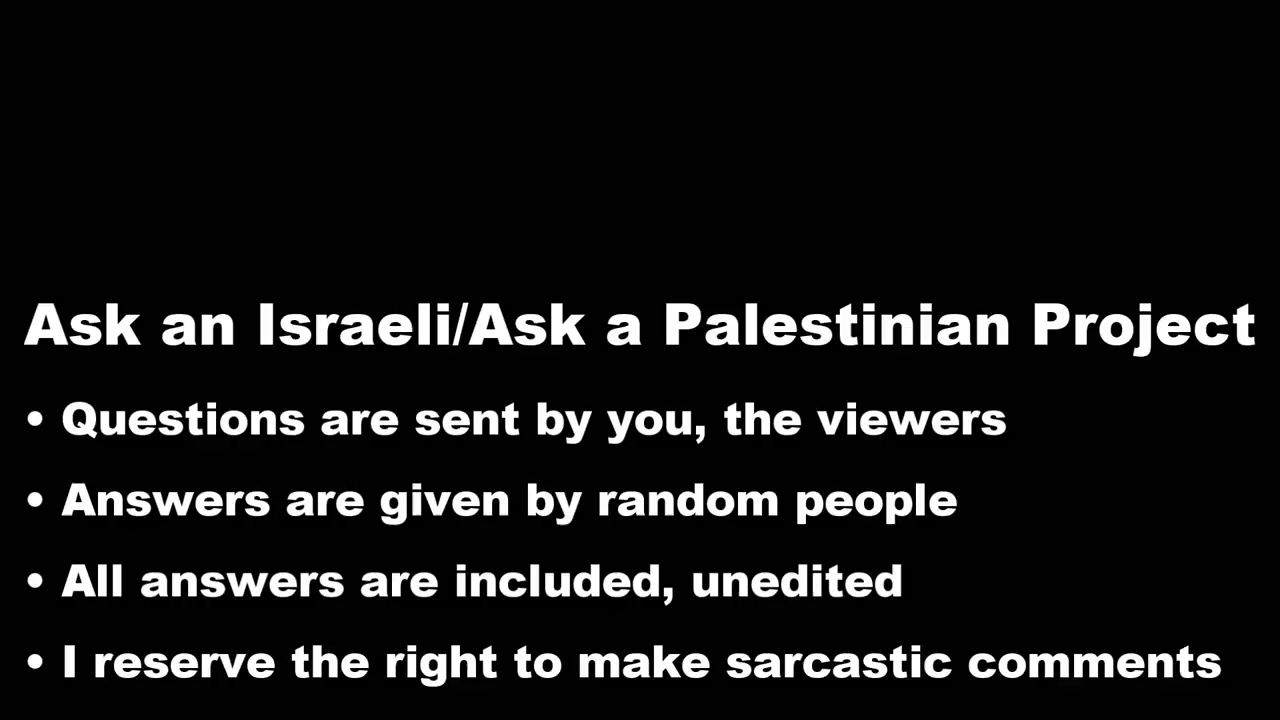 Ask an Israeli/Ask a Palestinian Project
• Questions are sent by you, the viewers
• Answers are given by random people
• All answers are included, unedited
• I reserve the right to make sarcastic comments